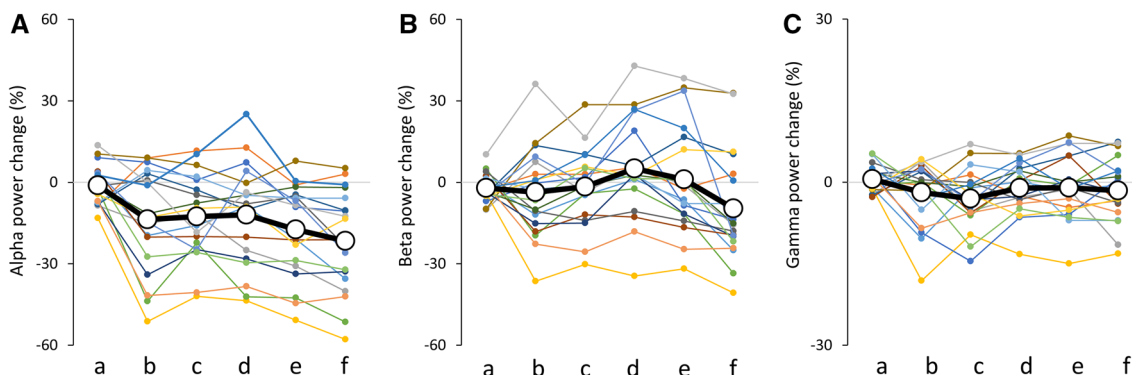 A
Alpha power change (%)
60
30
0
-30
-60
a b c d e f
B
Beta power change (%)
60
30
0
-30
-60
a b c d e f
C
Gamma power change (%)
30
0
-30
a b c d e f